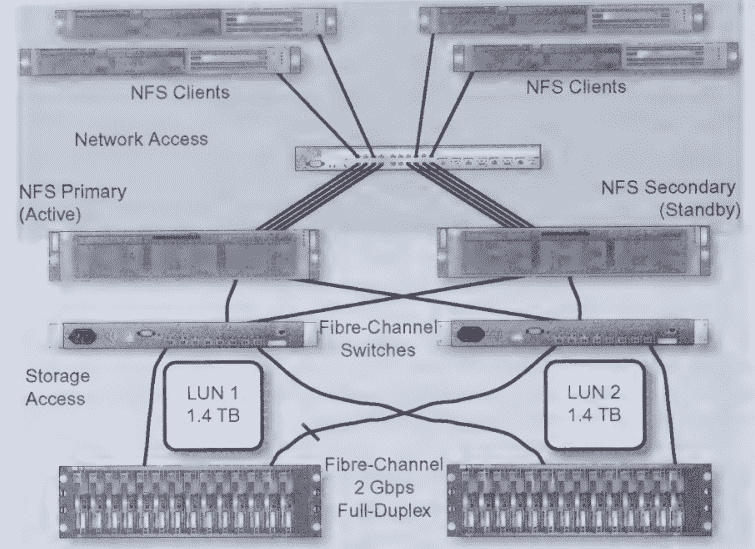 NFS Clients
NFS Clients
Network Access
NFS Primary
(Active)
NFS Secondary
(Standby)
Fibre-Channel
Switches
Storage
Access
LUN 1
1.4 TB
LUN 2
1.4 TB
Fibre-Channel
2 Gbps
Full-Duplex